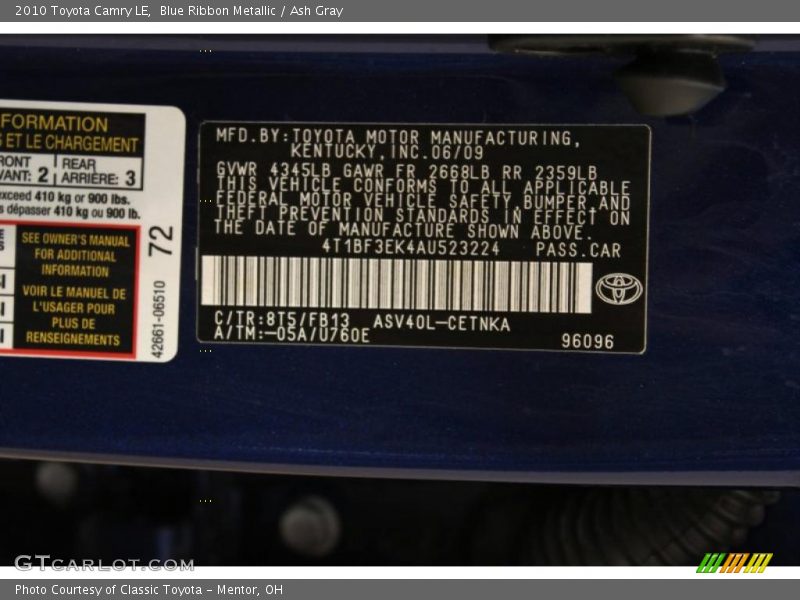 2010 Toyota Camry LE, Blue Ribbon Metallic / Ash Gray
FORMATION
ET LE CHARGEMENT
RONT
VANT: 2
REAR
ARRIÈRE: 3
exceed 410 kg or 900 lbs.
dépasser 410 kg ou 900 lb.
SEE OWNER'S MANUAL
FOR ADDITIONAL
INFORMATION
VOIR LE MANUEL DE
L'USAGER POUR
PLUS DE
RENSEIGNEMENTS
72
42661-06510
MFD.BY:TOYOTA MOTOR MANUFACTURING,
KENTUCKY,INC.06/09
GVWR 4345LB GAWR FR 2668LB RR 2359LB
THIS VEHICLE CONFORMS TO ALL APPLICABLE
FEDERAL MOTOR VEHICLE SAFETY,BUMPER,AND
THEFT PREVENTION STANDARDS IN EFFECT ON
THE DATE OF MANUFACTURE SHOWN ABOVE.
4T1BF3EK4AU523224 PASS.CAR
C/TR:8T5/FB13 ASV40L-CETNKA
A/TM:-05A/U760E
96096
GTCARLOT.COM
Photo Courtesy of Classic Toyota - Mentor, OH